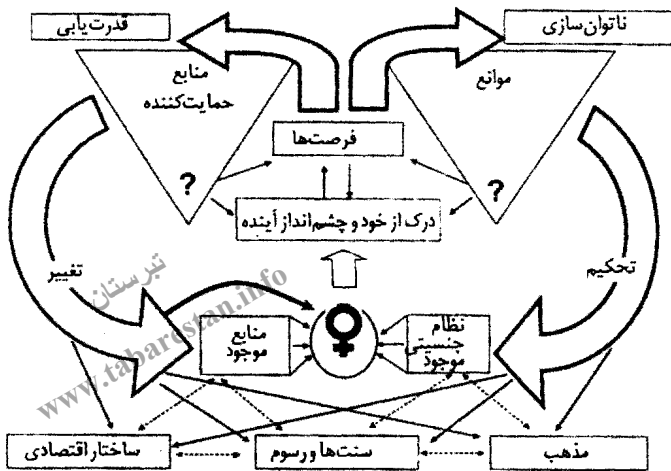 ناتوان‌سازی
قدرت‌یابی
موانع
منابع
حمایت‌کننده
فرصت‌ها
?
?
درک از خود و چشم‌انداز آینده
تحکیم
تغییر
نظام
جنسیتی
موجود
منابع
موجود
مذهب
سنت‌ها و رسوم
ساختار اقتصادی
تبرستان
www.tabarestan.info